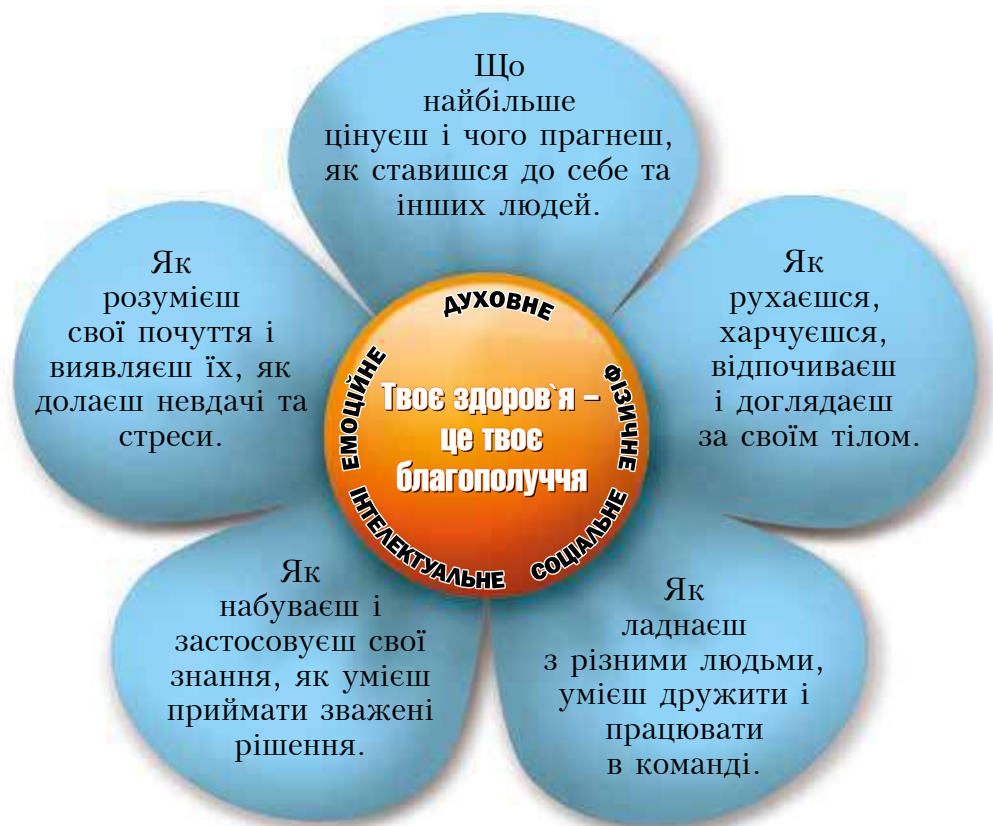 Що
найбільше
цінуєш і чого прагнеш,
як ставишся до себе та
інших людей.
Як
розумієш
свої почуття і
виявляєш їх, як
долаєш невдачі та
стреси.
Як
рухаєшся,
харчуєшся,
відпочиваєш
і доглядаєш
за своїм тілом.
ДУХОВНЕ
ЕМОЦІЙНЕ
ФІЗИЧНЕ
Твоє здоров`я –
це твоє
благополуччя
ІНТЕЛЕКТУАЛЬНЕ
СОЦІАЛЬНЕ
Як
набуваєш і
застосовуєш свої
знання, як умієш
приймати зважені
рішення.
Як
ладнаєш
з різними людьми,
умієш дружити і
працювати
в команді.